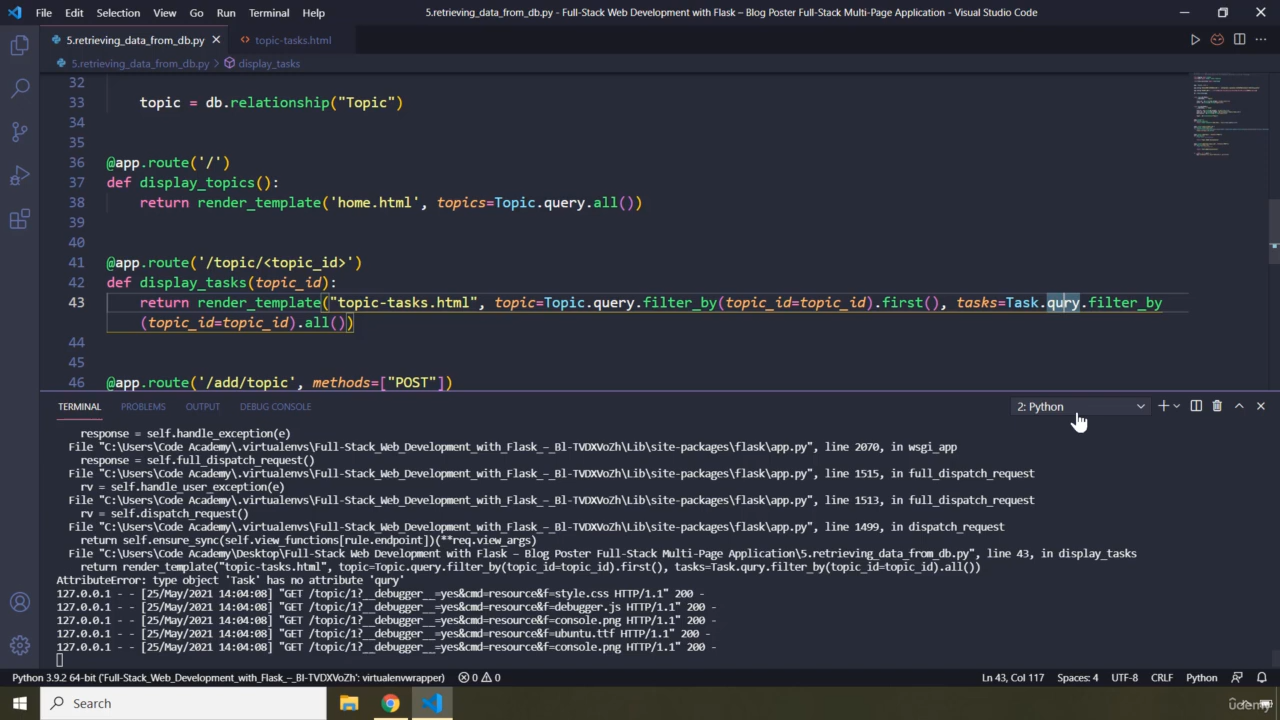 File Edit Selection View Go Run Terminal Help 5.retrieving_data_from_db.py - Full-Stack Web Development with Flask – Blog Poster Full-Stack Multi-Page Application - Visual Studio Code
5.retrieving_data_from_db.py topic-tasks.html
5.retrieving_data_from_db.py > display_tasks
32
33 topic = db.relationship("Topic")
34
35
36 @app.route('/')
37 def display_topics():
38 return render_template('home.html', topics=Topic.query.all())
39
40
41 @app.route('/topic/<topic_id>')
42 def display_tasks(topic_id):
43 return render_template("topic-tasks.html", topic=Topic.query.filter_by(topic_id=topic_id).first(), tasks=Task.qury.filter_by
(topic_id=topic_id).all())
44
45
46 @app.route('/add/topic', methods=["POST"])
TERMINAL PROBLEMS OUTPUT DEBUG CONSOLE 2: Python
response = self.handle_exception(e)
File "C:\Users\Code Academy\.virtualenvs\Full-Stack_Web_Development_with_Flask_–_Bl-TVDXVoZh\Lib\site-packages\flask\app.py", line 2070, in wsgi_app
response = self.full_dispatch_request()
File "C:\Users\Code Academy\.virtualenvs\Full-Stack_Web_Development_with_Flask_–_Bl-TVDXVoZh\Lib\site-packages\flask\app.py", line 1515, in full_dispatch_request
rv = self.handle_user_exception(e)
File "C:\Users\Code Academy\.virtualenvs\Full-Stack_Web_Development_with_Flask_–_Bl-TVDXVoZh\Lib\site-packages\flask\app.py", line 1513, in full_dispatch_request
rv = self.dispatch_request()
File "C:\Users\Code Academy\.virtualenvs\Full-Stack_Web_Development_with_Flask_–_Bl-TVDXVoZh\Lib\site-packages\flask\app.py", line 1499, in dispatch_request
return self.ensure_sync(self.view_functions[rule.endpoint])(**req.view_args)
File "C:\Users\Code Academy\Desktop\Full-Stack Web Development with Flask – Blog Poster Full-Stack Multi-Page Application\5.retrieving_data_from_db.py", line 43, in display_tasks
return render_template("topic-tasks.html", topic=Topic.query.filter_by(topic_id=topic_id).first(), tasks=Task.qury.filter_by(topic_id=topic_id).all())
AttributeError: type object 'Task' has no attribute 'qury'
127.0.0.1 - - [25/May/2021 14:04:08] "GET /topic/1?__debugger__=yes&cmd=resource&f=style.css HTTP/1.1" 200 -
127.0.0.1 - - [25/May/2021 14:04:08] "GET /topic/1?__debugger__=yes&cmd=resource&f=debugger.js HTTP/1.1" 200 -
127.0.0.1 - - [25/May/2021 14:04:08] "GET /topic/1?__debugger__=yes&cmd=resource&f=console.png HTTP/1.1" 200 -
127.0.0.1 - - [25/May/2021 14:04:08] "GET /topic/1?__debugger__=yes&cmd=resource&f=ubuntu.ttf HTTP/1.1" 200 -
127.0.0.1 - - [25/May/2021 14:04:08] "GET /topic/1?__debugger__=yes&cmd=resource&f=console.png HTTP/1.1" 200 -
Python 3.9.2 64-bit ('Full-Stack_Web_Development_with_Flask_–_Bl-TVDXVoZh': virtualenvwrapper) 0 0 Ln 43, Col 117 Spaces: 4 UTF-8 CRLF Python
Search
udemy